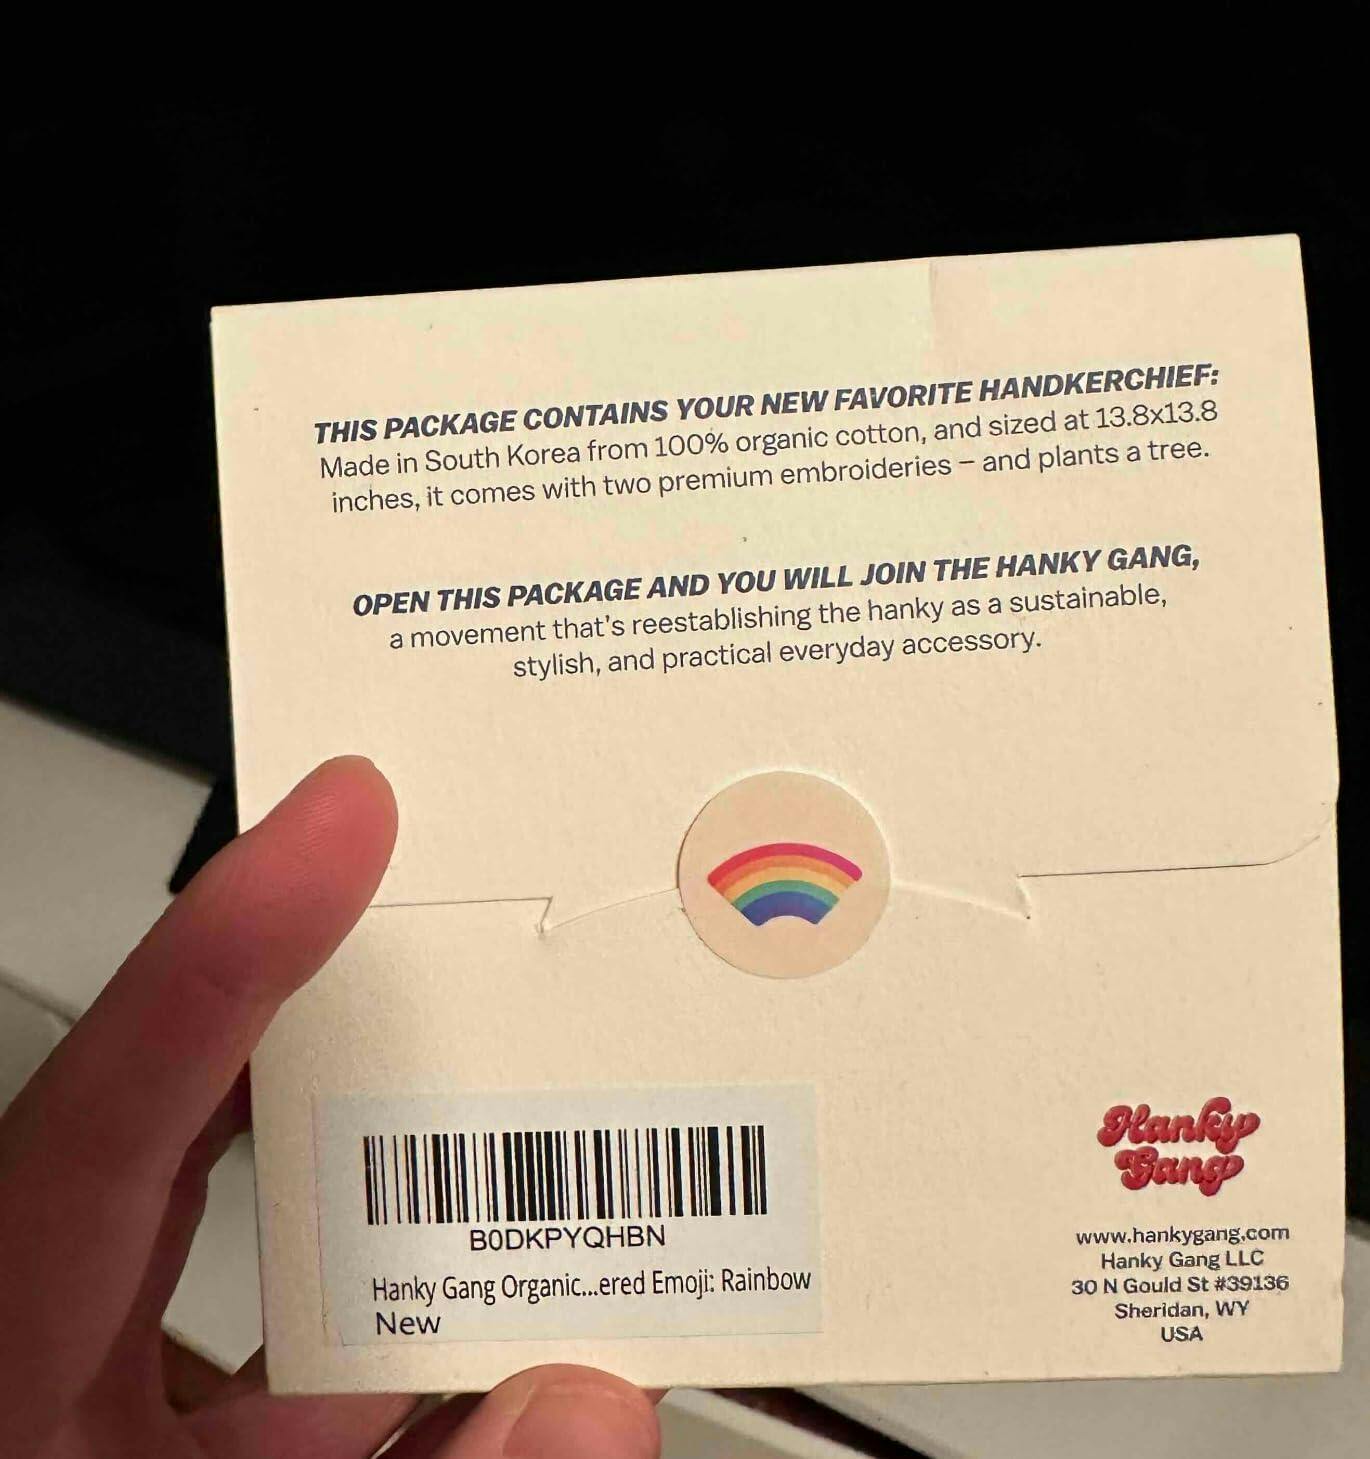 THIS PACKAGE CONTAINS YOUR NEW FAVORITE HANDKERCHIEF:
Made in South Korea from 100% organic cotton, and sized at 13.8x13.8
inches, it comes with two premium embroideries – and plants a tree.
OPEN THIS PACKAGE AND YOU WILL JOIN THE HANKY GANG,
a movement that's reestablishing the hanky as a sustainable,
stylish, and practical everyday accessory.
B0DKPYQHBN
Hanky Gang Organic...ered Emoji: Rainbow
New
Hanky
Gang
www.hankygang.com
Hanky Gang LLC
30 N Gould St #39136
Sheridan, WY
USA